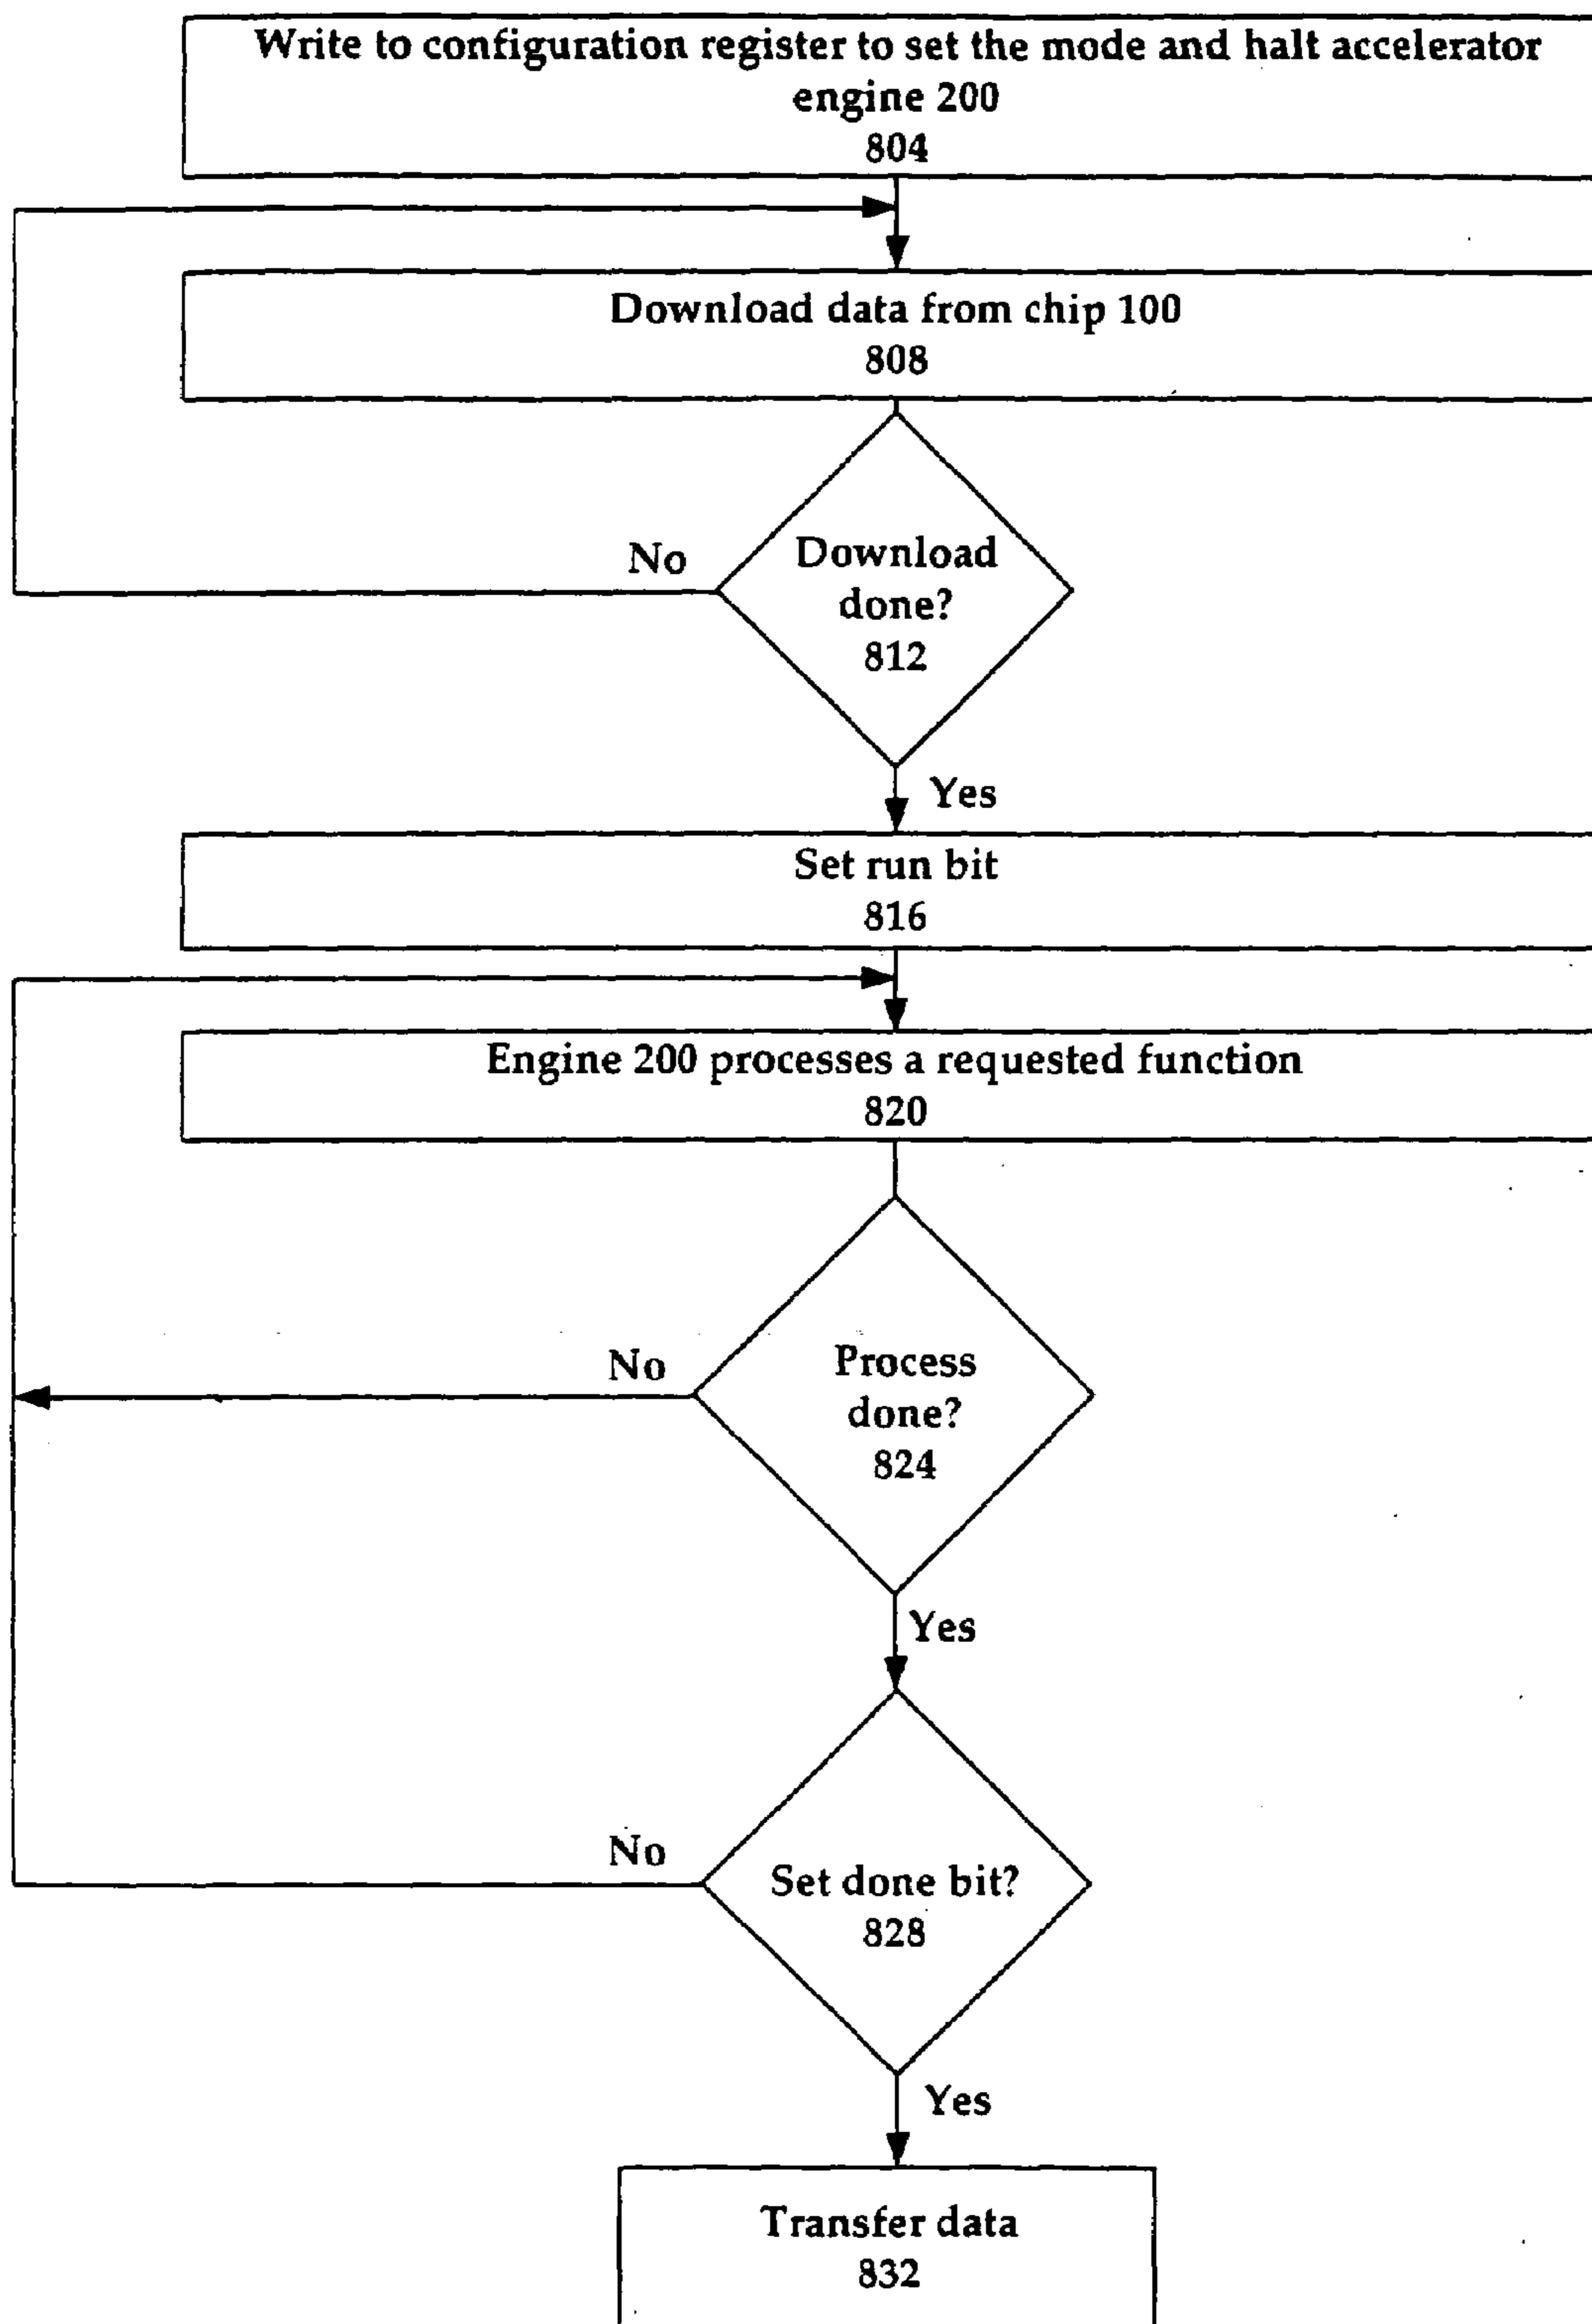 Write to configuration register to set the mode and halt accelerator
engine 200
804
Download data from chip 100
808
No
Download
done?
812
Yes
Set run bit
816
Engine 200 processes a requested function
820
No
Process
done?
824
Yes
No
Set done bit?
828
Yes
Transfer data
832